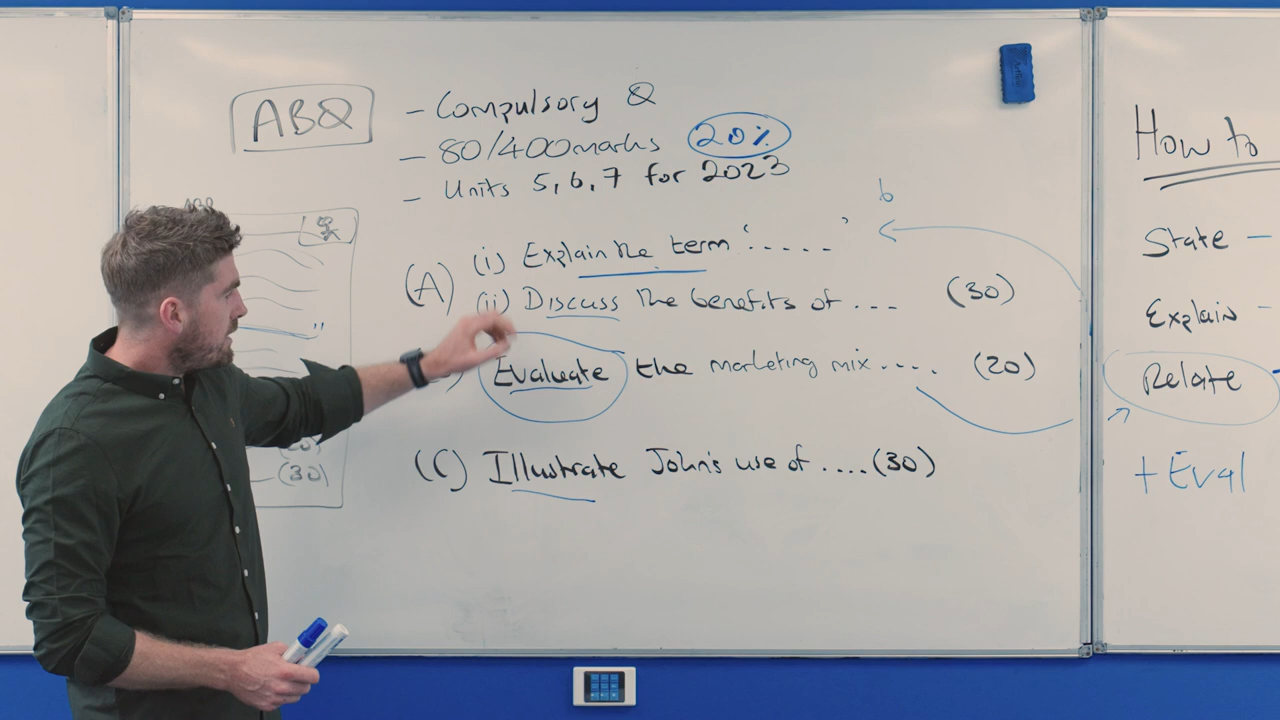 ABQ
- Compulsory Q
- 80/400 marks 20%
- Units 5, 6, 7 for 2023
b
(A) (i) Explain the term '.....'
(ii) Discuss the benefits of ... (30)
Evaluate the marketing mix .... (20)
(C) Illustrate John's use of .... (30)
(30)
How to
State -
Explain -
Relate -
+ Eval